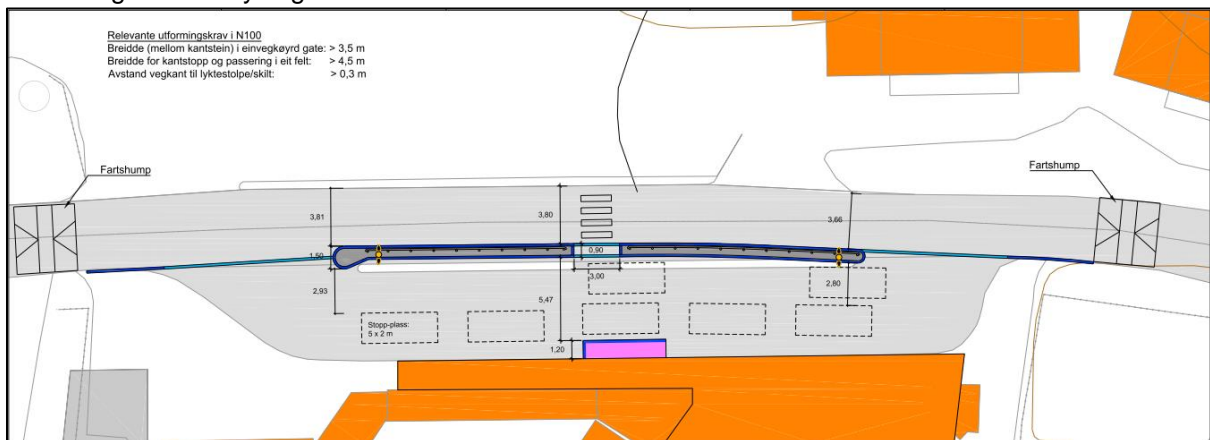 Relevante utformingskrav i N100
Breidde (mellom kantstein) i einvegkøyrd gate: > 3,5 m
Breidde for kantstopp og passering i eit felt: > 4,5 m
Avstand vegkant til lyktestolpe/skilt: > 0,3 m
Fartshump
Fartshump
3,81
3,80
3,66
1,50
0,90
3,00
2,93
2,80
5,47
Stopp-plass:
5 x 2 m
1,20